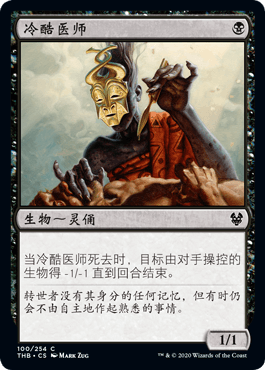 冷酷医师
生物～灵俑
当冷酷医师死去时，目标由对手操控的
生物得 -1/-1 直到回合结束。
转世者没有其身分的任何记忆，但有时仍
会不由自主地作起熟悉的事情。
1/1
100/254 C
THB • CS MARK ZUG
™ & © 2020 Wizards of the Coast